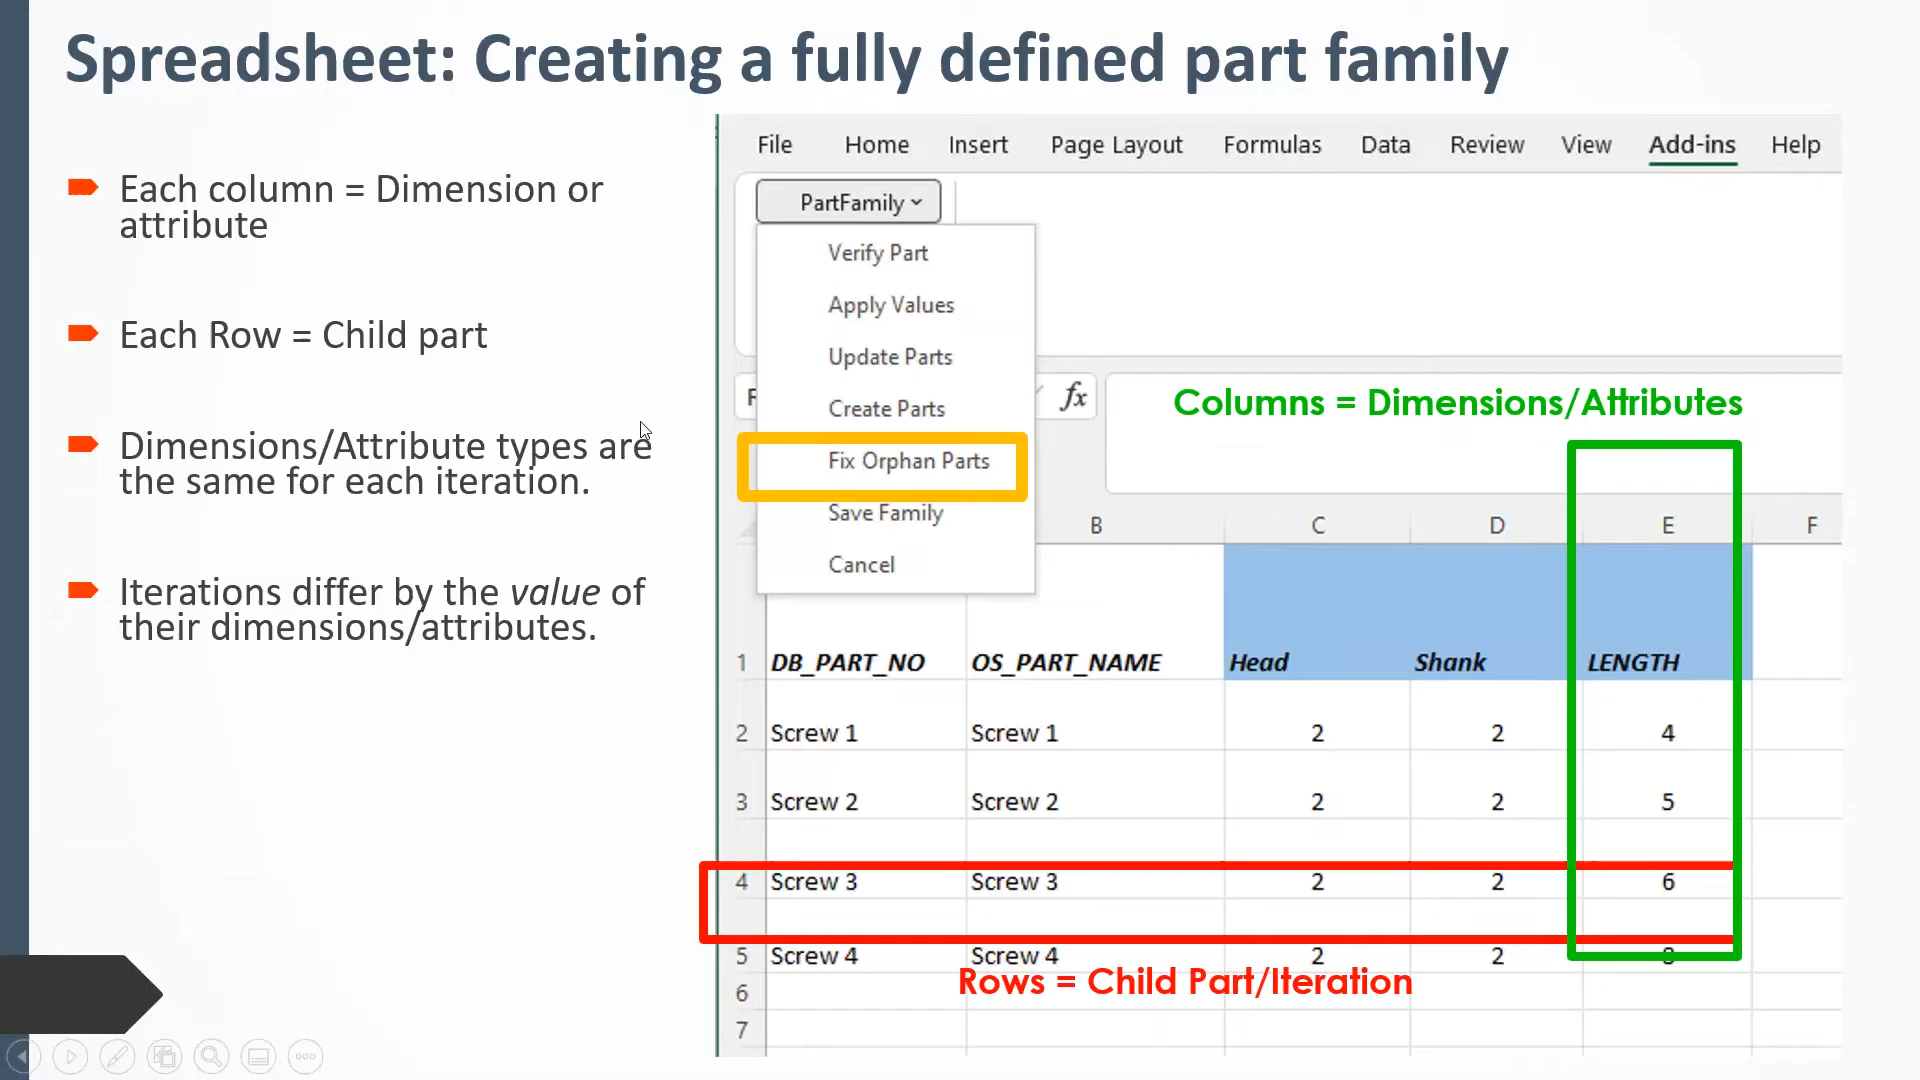 Spreadsheet: Creating a fully defined part family
Each column = Dimension or
attribute
Each Row = Child part
Dimensions/Attribute types are
the same for each iteration.
Iterations differ by the value of
their dimensions/attributes.
File Home Insert Page Layout Formulas Data Review View Add-ins Help
PartFamily
Verify Part
Apply Values
Update Parts
Create Parts
Fix Orphan Parts
Save Family
Cancel
fx
Columns = Dimensions/Attributes
B C D E F
1 DB_PART_NO OS_PART_NAME Head Shank LENGTH
2 Screw 1 Screw 1 2 2 4
3 Screw 2 Screw 2 2 2 5
4 Screw 3 Screw 3 2 2 6
5 Screw 4 Screw 4 2 2
Rows = Child Part/Iteration
6
7